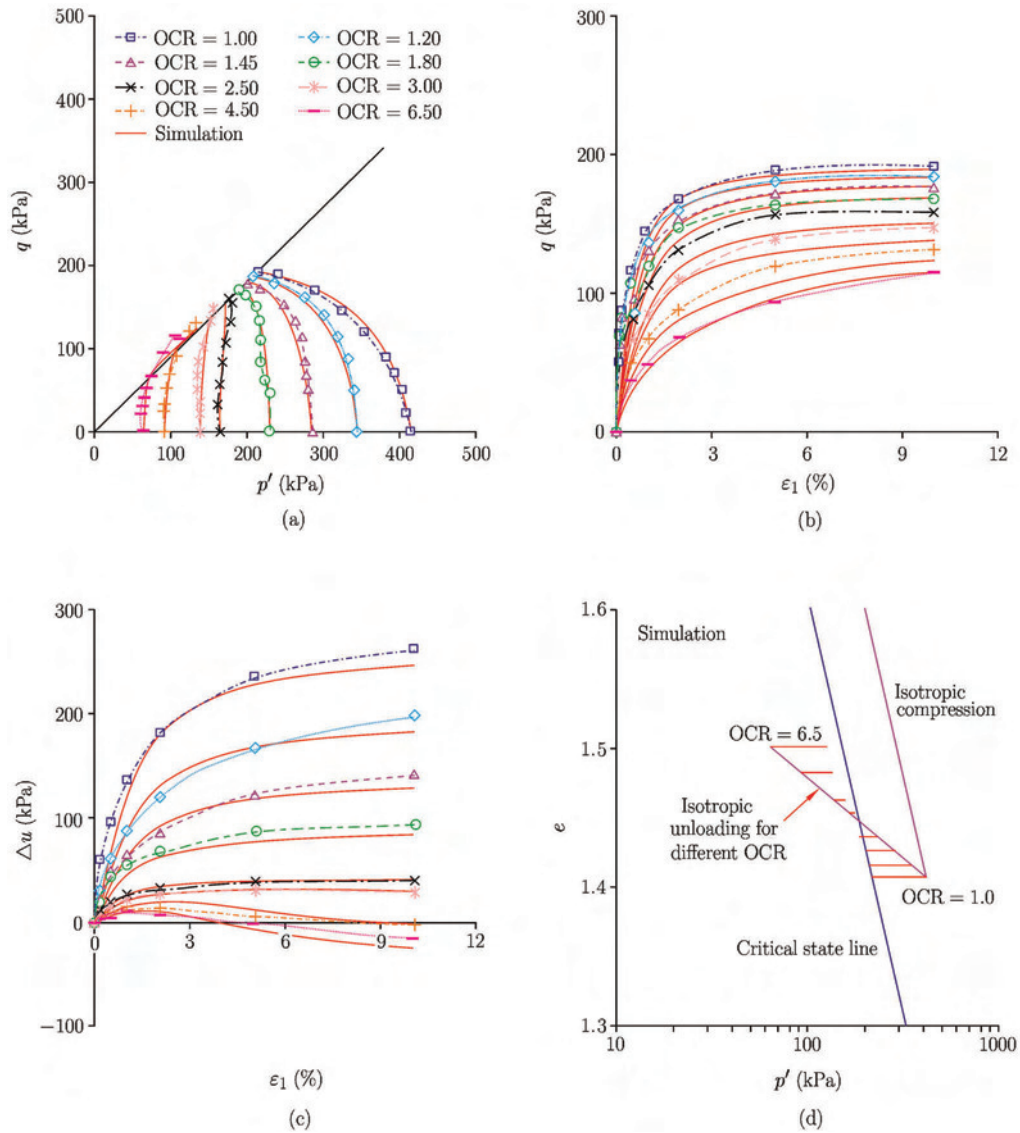 500
400
300
200
100
0
q (kPa)
OCR = 1.00
OCR = 1.20
OCR = 1.45
OCR = 1.80
OCR = 2.50
OCR = 3.00
OCR = 4.50
OCR = 6.50
Simulation
0
100
200
300
400
500
p′ (kPa)
(a)
300
200
100
0
q (kPa)
0
3
6
9
12
ε₁ (%)
(b)
300
200
100
0
−100
△u (kPa)
0
3
6
9
12
ε₁ (%)
(c)
1.6
1.5
1.4
1.3
e
Simulation
Isotropic
compression
OCR = 6.5
Isotropic
unloading for
different OCR
OCR = 1.0
Critical state line
10
100
1000
p′ (kPa)
(d)